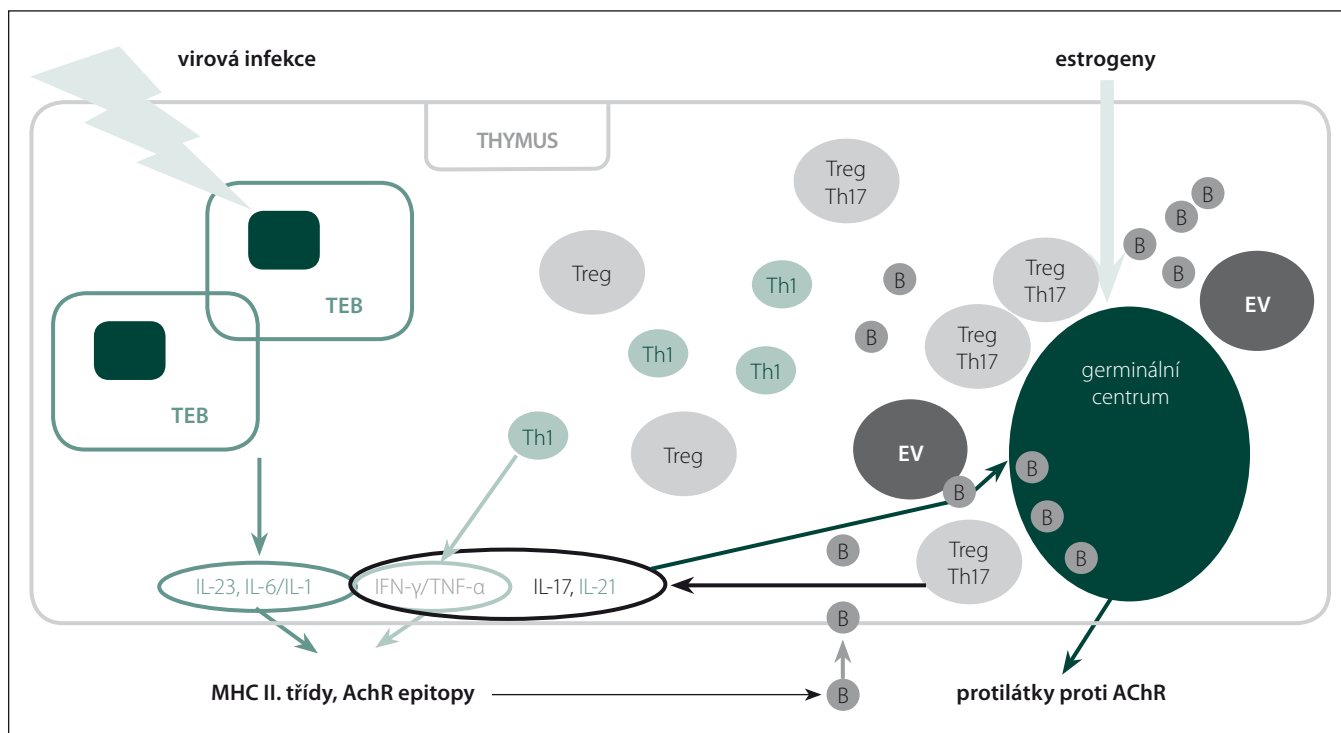 virová infekce
estrogeny
THYMUS
Treg
Th17
B
B
B
B
TEB
Treg
Th1
B
Treg
Th17
EV
TEB
Th1
Th1
B
Treg
Th17
germinální
centrum
Th1
Treg
EV
B
B
B
B
B
Treg
Th17
IL-23, IL-6/IL-1
IFN-γ/TNF-α
IL-17, IL-21
B
MHC II. třídy, AchR epitopy
B
protilátky proti AChR